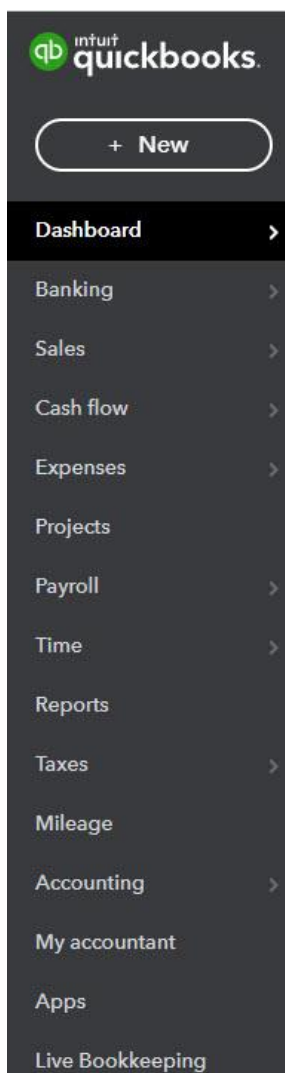 intuit
quickbooks.
+ New
Dashboard
Banking
Sales
Cash flow
Expenses
Projects
Payroll
Time
Reports
Taxes
Mileage
Accounting
My accountant
Apps
Live Bookkeeping